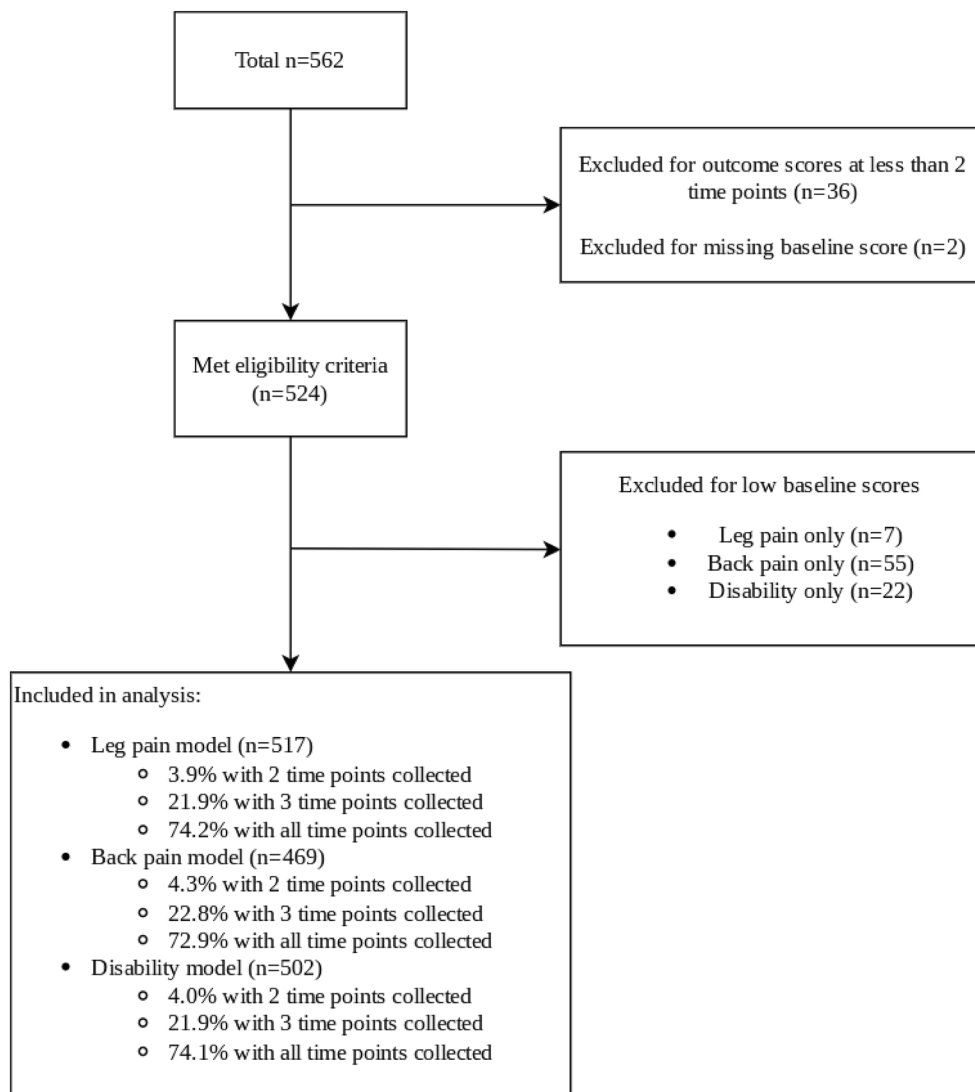 Total n=562
Excluded for outcome scores at less than 2
time points (n=36)
Excluded for missing baseline score (n=2)
Met eligibility criteria
(n=524)
Excluded for low baseline scores
• Leg pain only (n=7)
• Back pain only (n=55)
• Disability only (n=22)
Included in analysis:
• Leg pain model (n=517)
o 3.9% with 2 time points collected
o 21.9% with 3 time points collected
o 74.2% with all time points collected
• Back pain model (n=469)
o 4.3% with 2 time points collected
o 22.8% with 3 time points collected
o 72.9% with all time points collected
• Disability model (n=502)
o 4.0% with 2 time points collected
o 21.9% with 3 time points collected
o 74.1% with all time points collected